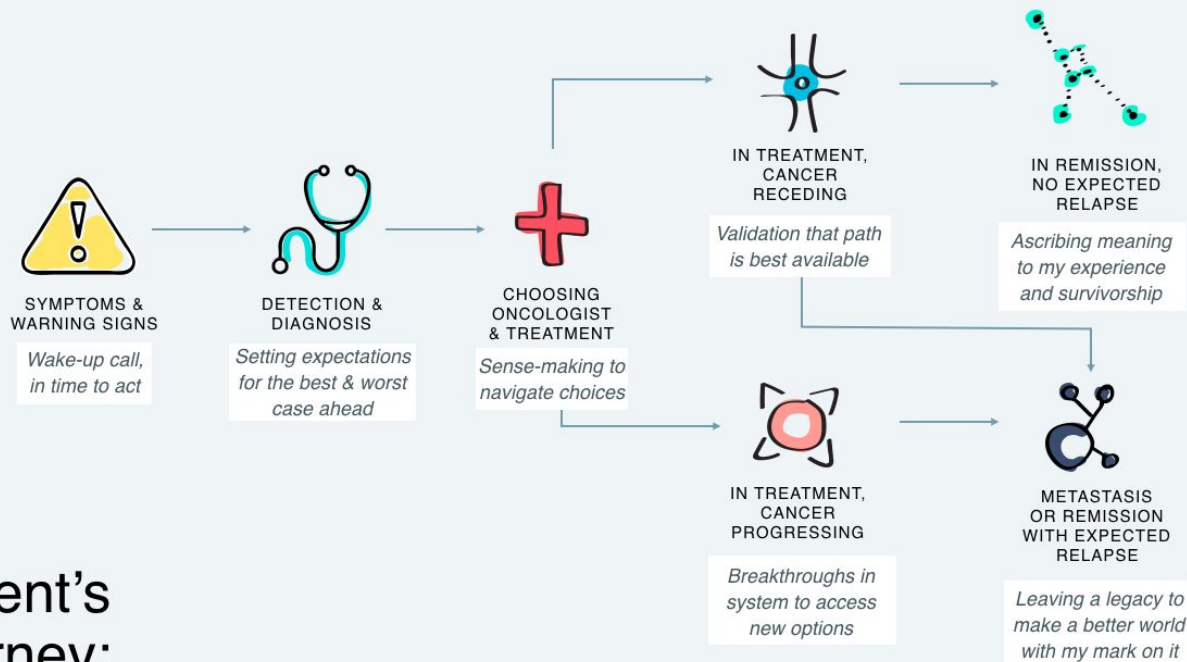 SYMPTOMS &
WARNING SIGNS
Wake-up call,
in time to act
DETECTION &
DIAGNOSIS
Setting expectations
for the best & worst
case ahead
CHOOSING
ONCOLOGIST
& TREATMENT
Sense-making to
navigate choices
IN TREATMENT,
CANCER
RECEDING
Validation that path
is best available
IN REMISSION,
NO EXPECTED
RELAPSE
Ascribing meaning
to my experience
and survivorship
IN TREATMENT,
CANCER
PROGRESSING
Breakthroughs in
system to access
new options
METASTASIS
OR REMISSION
WITH EXPECTED
RELAPSE
Leaving a legacy to
make a better world
with my mark on it